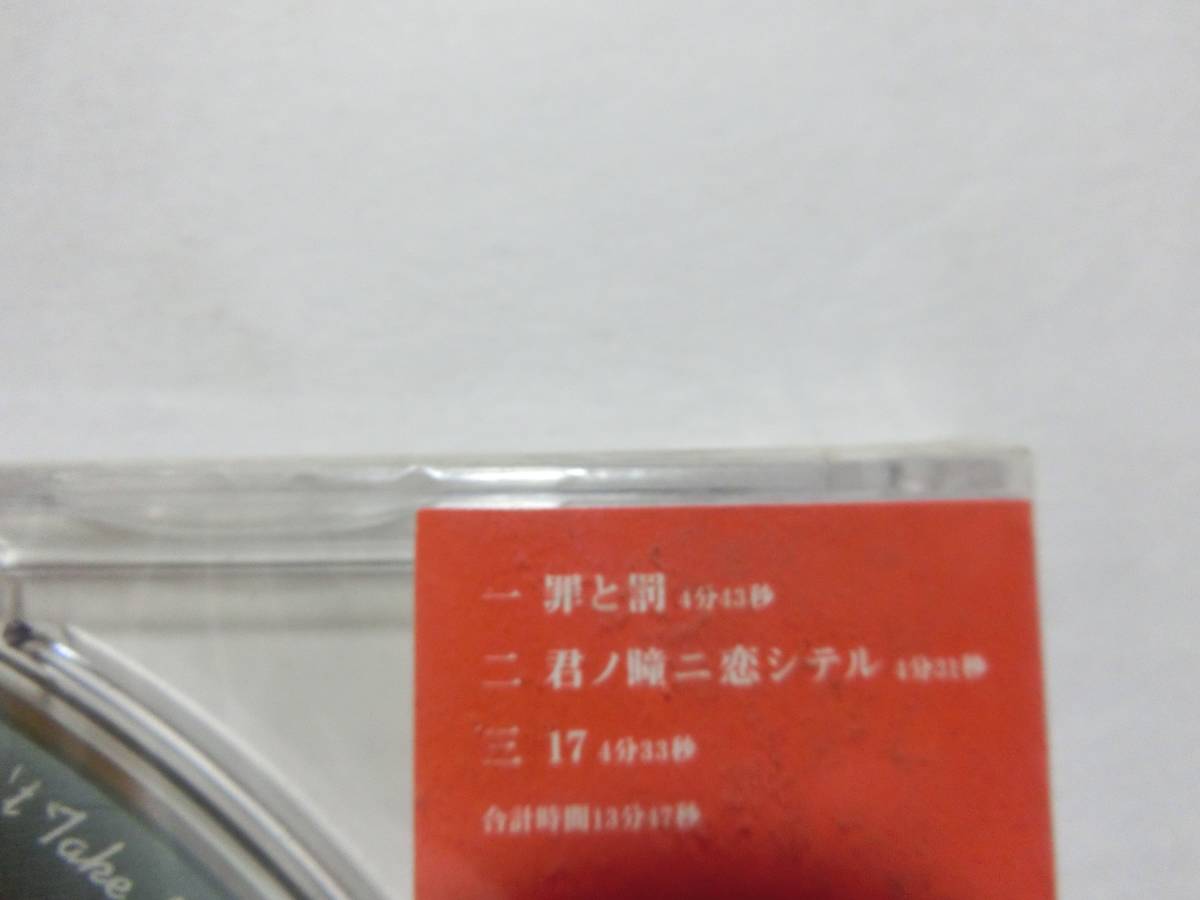 一 罪と罰 4分43秒
二 君ノ瞳ニ恋シテル 4分31秒
三 17 4分33秒
合計時間13分47秒
't Take